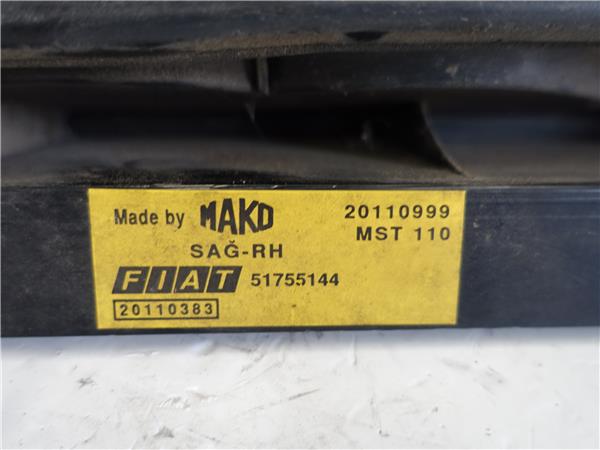 Made by MAKO 20110999
MST 110
SAĞ-RH
FIAT 51755144
20110383